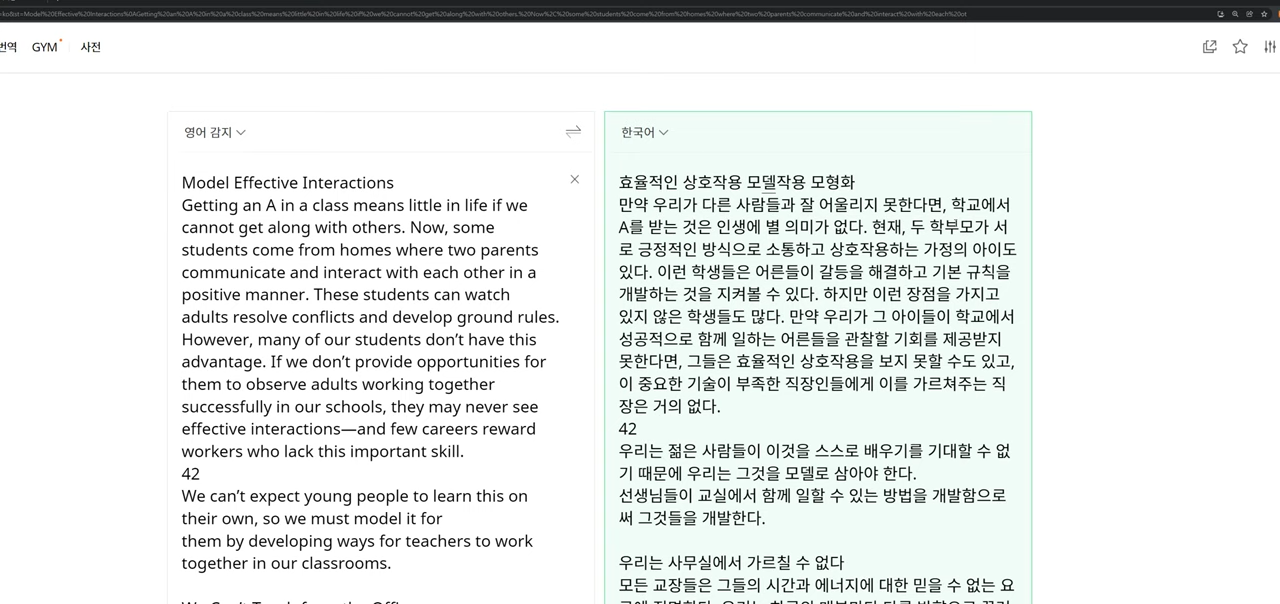 번역 GYM 사전
영어 감지
Model Effective Interactions
Getting an A in a class means little in life if we
cannot get along with others. Now, some
students come from homes where two parents
communicate and interact with each other in a
positive manner. These students can watch
adults resolve conflicts and develop ground rules.
However, many of our students don’t have this
advantage. If we don’t provide opportunities for
them to observe adults working together
successfully in our schools, they may never see
effective interactions—and few careers reward
workers who lack this important skill.
42
We can’t expect young people to learn this on
their own, so we must model it for
them by developing ways for teachers to work
together in our classrooms.
한국어
효율적인 상호작용 모델작용 모형화
만약 우리가 다른 사람들과 잘 어울리지 못한다면, 학교에서
A를 받는 것은 인생에 별 의미가 없다. 현재, 두 학부모가 서
로 긍정적인 방식으로 소통하고 상호작용하는 가정의 아이도
있다. 이런 학생들은 어른들이 갈등을 해결하고 기본 규칙을
개발하는 것을 지켜볼 수 있다. 하지만 이런 장점을 가지고
있지 않은 학생들도 많다. 만약 우리가 그 아이들이 학교에서
성공적으로 함께 일하는 어른들을 관찰할 기회를 제공받지
못한다면, 그들은 효율적인 상호작용을 보지 못할 수도 있고,
이 중요한 기술이 부족한 직장인들에게 이를 가르쳐주는 직
장은 거의 없다.
42
우리는 젊은 사람들이 이것을 스스로 배우기를 기대할 수 없
기 때문에 우리는 그것을 모델로 삼아야 한다.
선생님들이 교실에서 함께 일할 수 있는 방법을 개발함으로
써 그것들을 개발한다.
우리는 사무실에서 가르칠 수 없다
모든 교장들은 그들의 시간과 에너지에 대한 믿을 수 없는 요